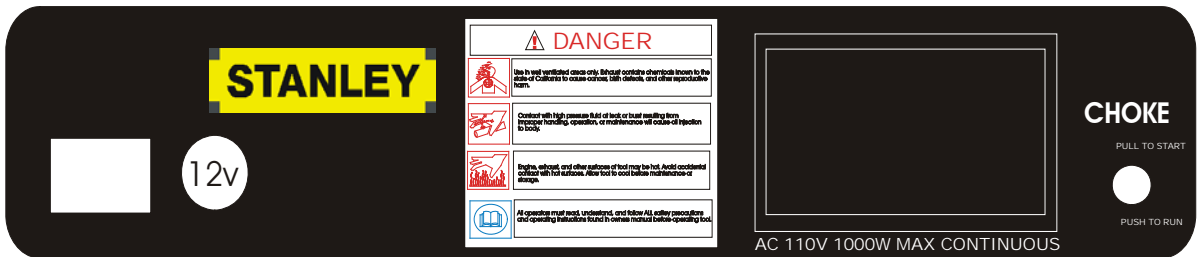 STANLEY
12v
DANGER
Use in well ventilated areas only. Exhaust contains chemicals known to the
state of California to cause cancer, birth defects, and other reproductive
harm.
Contact with high pressure fluid at leak or burst resulting from
improper handling, operation, or maintenance will cause oil injection
to body.
Engine, exhaust, and other surfaces of tool may be hot. Avoid accidental
contact with hot surfaces. Allow tool to cool before maintenance or
storage.
All operators must read, understand, and follow ALL safety precautions
and operating instructions found in owners manual before operating tool.
AC 110V 1000W MAX CONTINUOUS
CHOKE
PULL TO START
PUSH TO RUN